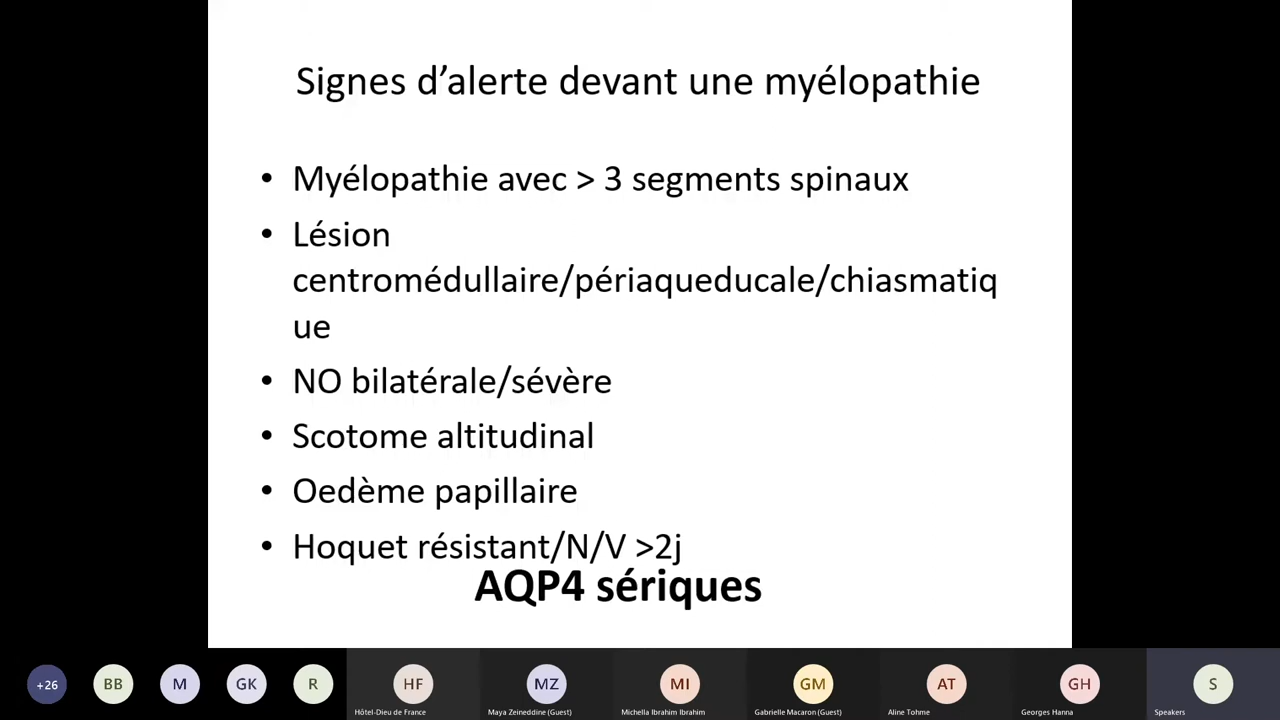 Signes d’alerte devant une myélopathie
• Myélopathie avec > 3 segments spinaux
• Lésion
centromédullaire/périaqueducale/chiasmatiq
ue
• NO bilatérale/sévère
• Scotome altitudinal
• Oedème papillaire
• Hoquet résistant/N/V >2j
AQP4 sériques
+26 BB M GK R HF MZ MI GM AT GH S
Hôtel-Dieu de France Maya Zeineddine (Guest) Michella Ibrahim Ibrahim Gabrielle Macaron (Guest) Aline Tohme Georges Hanna Speakers